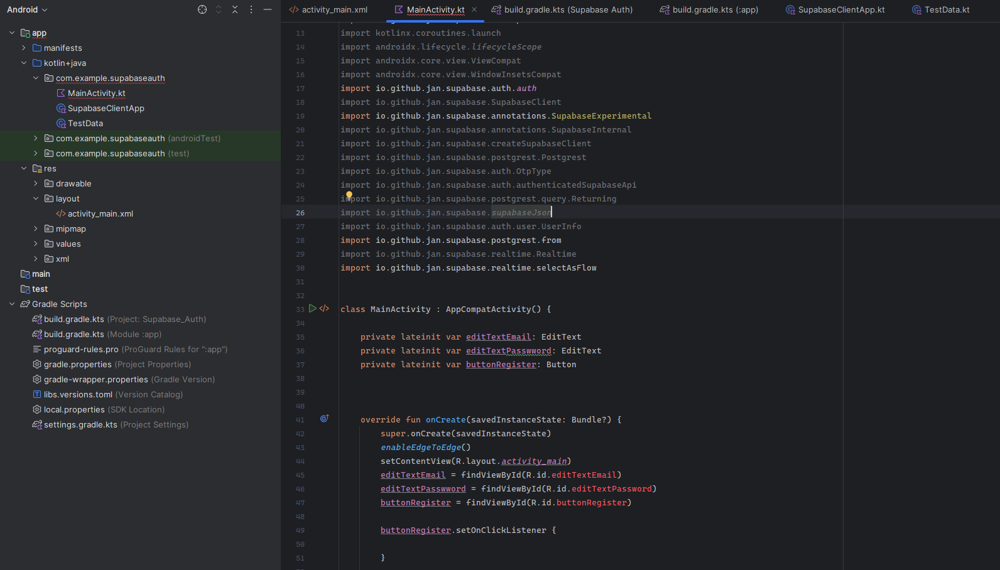 Android
app
manifests
kotlin+java
com.example.supabaseauth
MainActivity.kt
SupabaseClientApp
TestData
com.example.supabaseauth (androidTest)
com.example.supabaseauth (test)
res
drawable
layout
activity_main.xml
mipmap
values
xml
main
test
Gradle Scripts
build.gradle.kts (Project: Supabase_Auth)
build.gradle.kts (Module :app)
proguard-rules.pro (ProGuard Rules for ":app")
gradle.properties (Project Properties)
gradle-wrapper.properties (Gradle Version)
libs.versions.toml (Version Catalog)
local.properties (SDK Location)
settings.gradle.kts (Project Settings)
activity_main.xml MainActivity.kt build.gradle.kts (Supabase Auth) build.gradle.kts (:app) SupabaseClientApp.kt TestData.kt
13 import kotlinx.coroutines.launch
14 import androidx.lifecycle.lifecycleScope
15 import androidx.core.view.ViewCompat
16 import androidx.core.view.WindowInsetsCompat
17 import io.github.jan.supabase.auth.auth
18 import io.github.jan.supabase.SupabaseClient
19 import io.github.jan.supabase.annotations.SupabaseExperimental
20 import io.github.jan.supabase.annotations.SupabaseInternal
21 import io.github.jan.supabase.createSupabaseClient
22 import io.github.jan.supabase.postgrest.Postgrest
23 import io.github.jan.supabase.auth.OtpType
24 import io.github.jan.supabase.auth.authenticatedSupabaseApi
25 import io.github.jan.supabase.postgrest.query.Returning
26 import io.github.jan.supabase.supabaseJson
27 import io.github.jan.supabase.auth.user.UserInfo
28 import io.github.jan.supabase.postgrest.from
29 import io.github.jan.supabase.realtime.Realtime
30 import io.github.jan.supabase.realtime.selectAsFlow
31
32
33 class MainActivity : AppCompatActivity() {
34
35 private lateinit var editTextEmail: EditText
36 private lateinit var editTextPasswword: EditText
37 private lateinit var buttonRegister: Button
38
39
40
41 override fun onCreate(savedInstanceState: Bundle?) {
42 super.onCreate(savedInstanceState)
43 enableEdgeToEdge()
44 setContentView(R.layout.activity_main)
45 editTextEmail = findViewById(R.id.editTextEmail)
46 editTextPasswword = findViewById(R.id.editTextPassword)
47 buttonRegister = findViewById(R.id.buttonRegister)
48
49 buttonRegister.setOnClickListener {
50
51 }